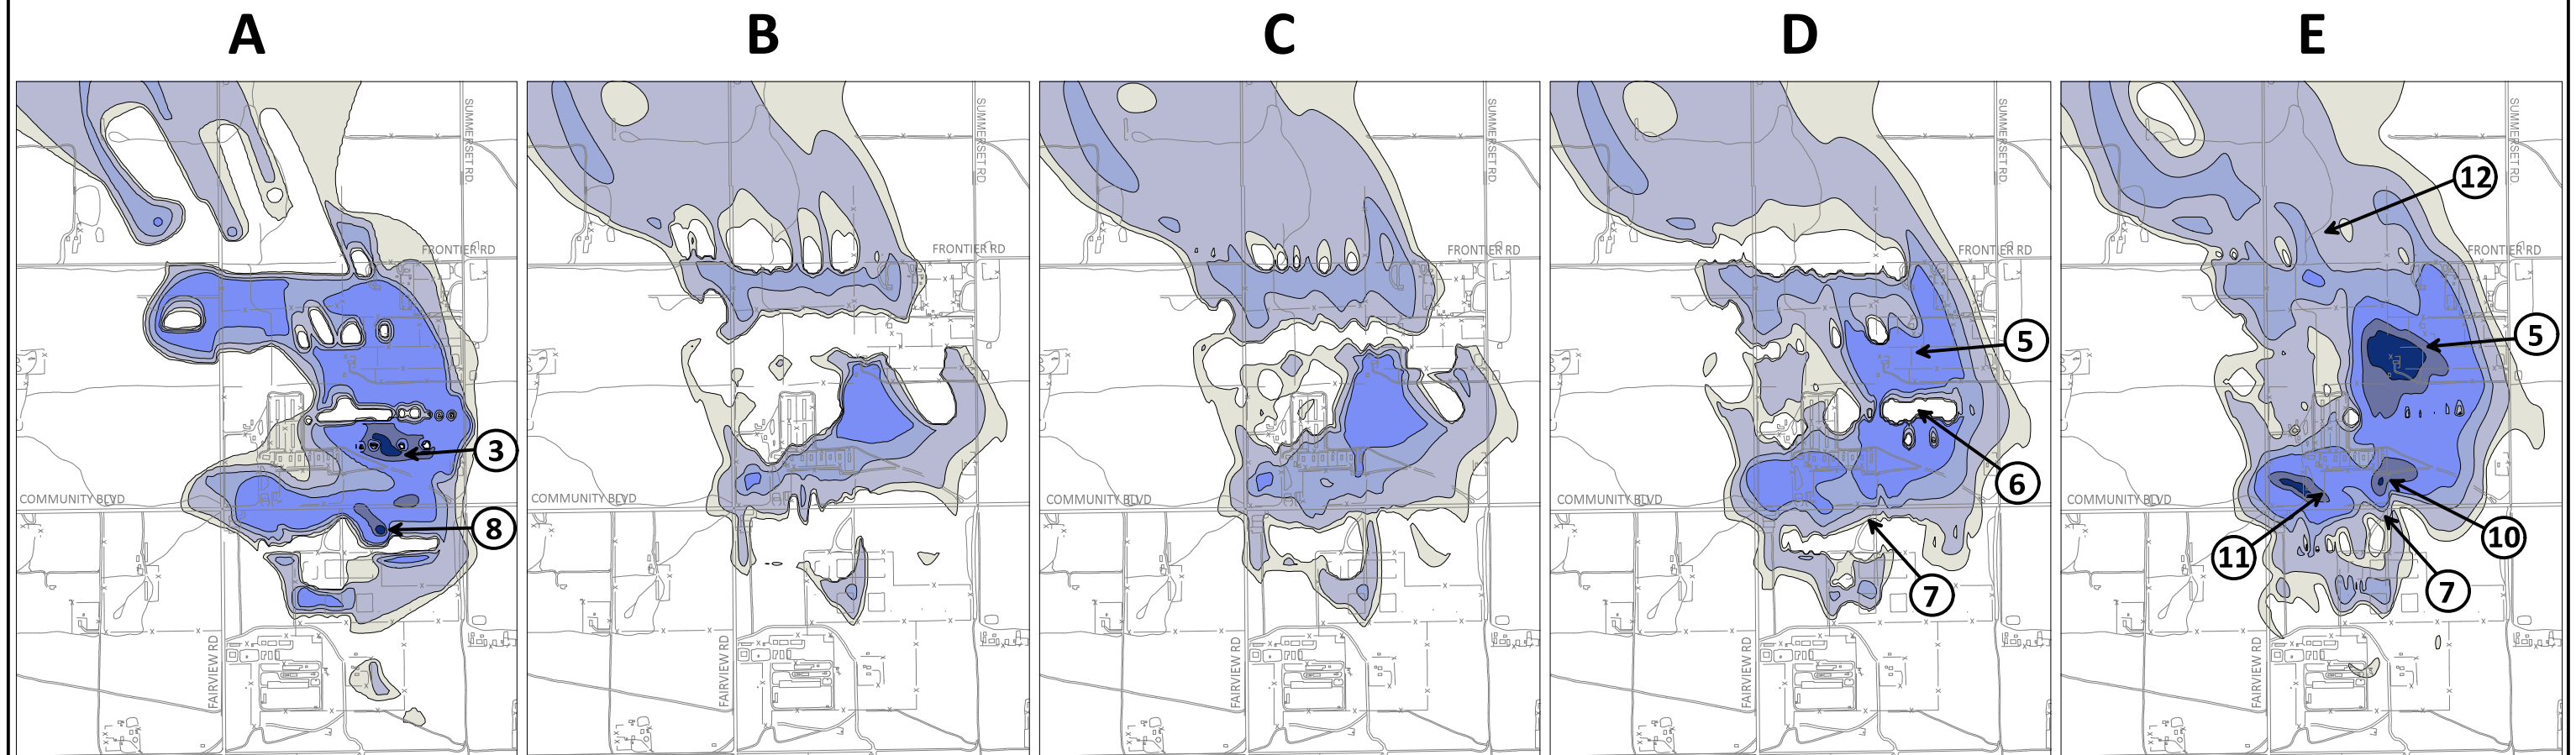 A B C D E
SUMMERSET RD. SUMMERSET RD. SUMMERSET RD. SUMMERSET RD. SUMMERSET RD.
12
FRONTIER RD FRONTIER RD FRONTIER RD FRONTIER RD FRONTIER RD
5 5
3 6
COMMUNITY BLVD COMMUNITY BLVD COMMUNITY BLVD COMMUNITY BLVD COMMUNITY BLVD
8 10
11
7 7
FAIRVIEW RD FAIRVIEW RD FAIRVIEW RD FAIRVIEW RD FAIRVIEW RD